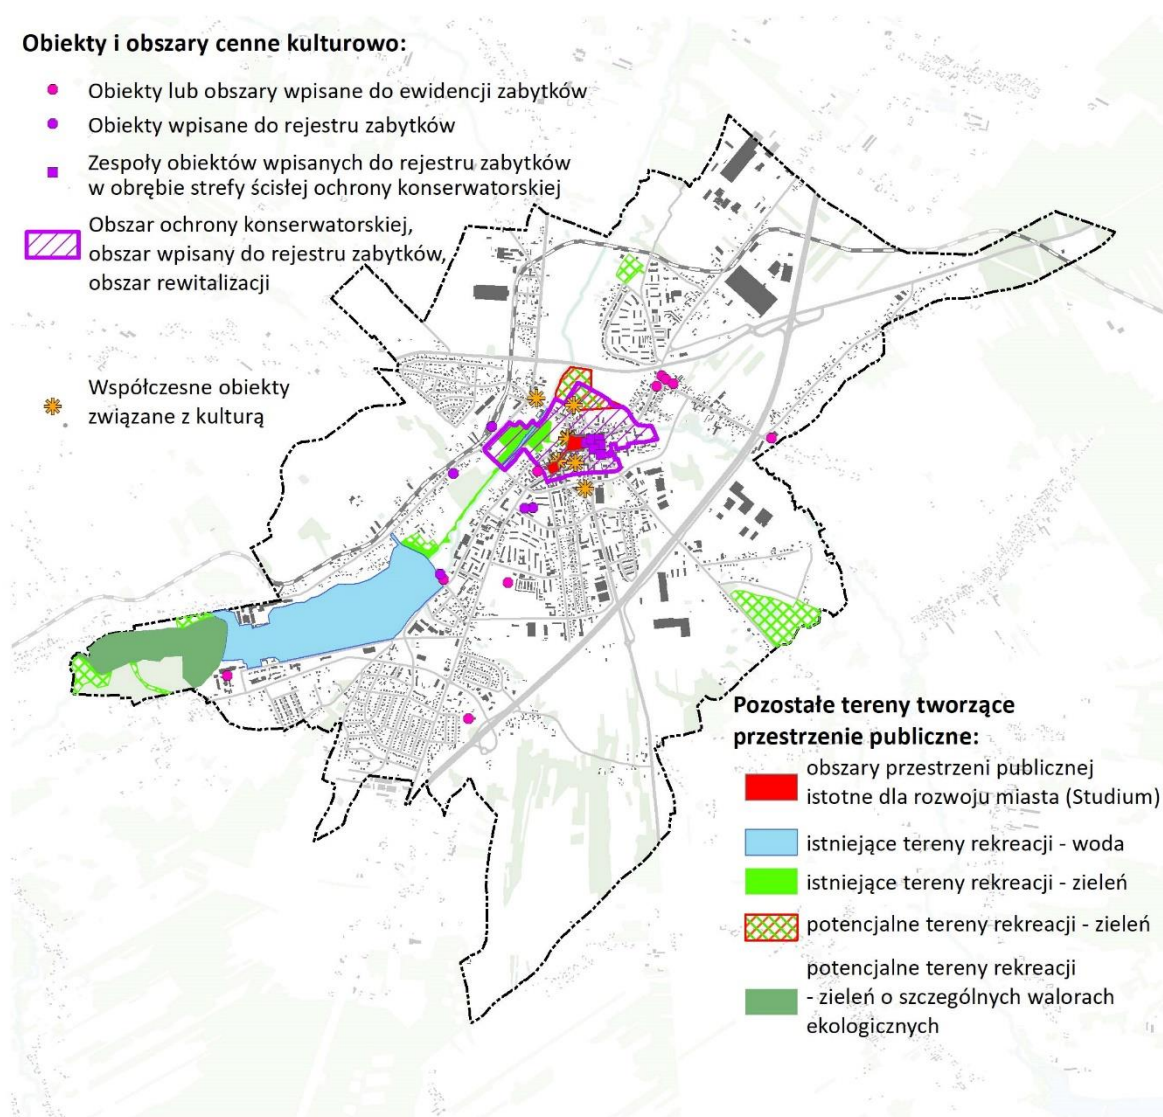 Obiekty i obszary cenne kulturowo:
Obiekty lub obszary wpisane do ewidencji zabytków
Obiekty wpisane do rejestru zabytków
Zespoły obiektów wpisanych do rejestru zabytków
w obrębie strefy ścisłej ochrony konserwatorskiej
Obszar ochrony konserwatorskiej,
obszar wpisany do rejestru zabytków,
obszar rewitalizacji
Współczesne obiekty
związane z kulturą
Pozostałe tereny tworzące
przestrzenie publiczne:
obszary przestrzeni publicznej
istotne dla rozwoju miasta (Studium)
istniejące tereny rekreacji - woda
istniejące tereny rekreacji - zieleń
potencjalne tereny rekreacji - zieleń
potencjalne tereny rekreacji
- zieleń o szczególnych walorach
ekologicznych